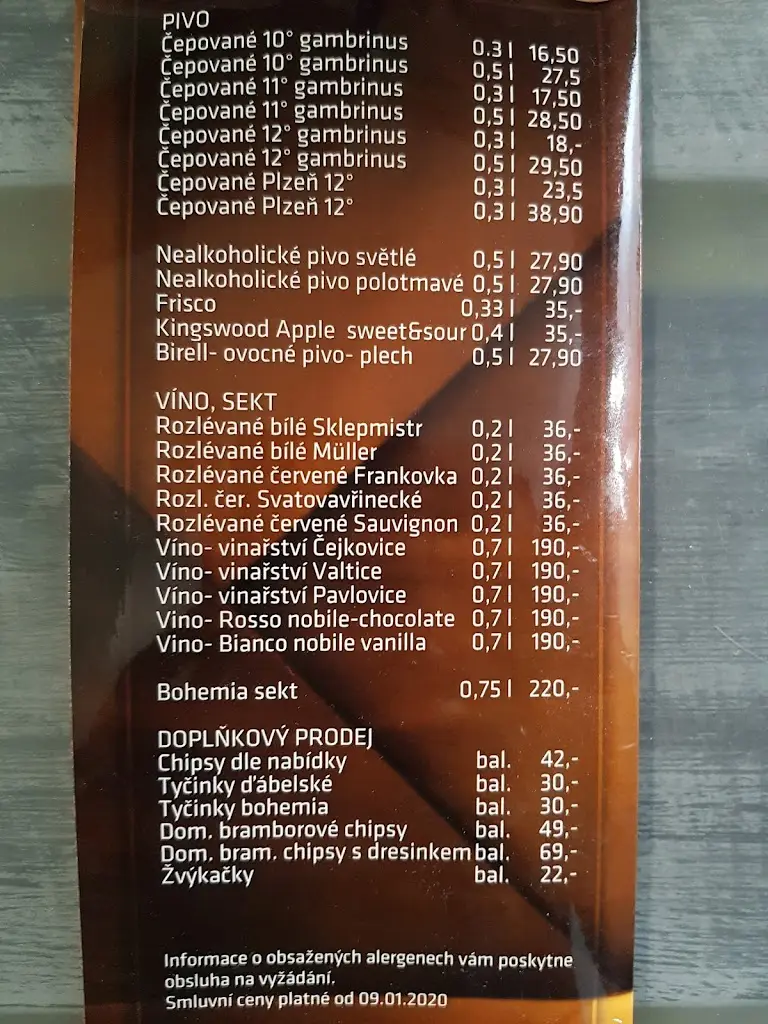 PIVO
Čepované 10° gambrinus 0.3 l 16,50
Čepované 10° gambrinus 0,5 l 27,5
Čepované 11° gambrinus 0,3 l 17,50
Čepované 11° gambrinus 0,5 l 28,50
Čepované 12° gambrinus 0,3 l 18,-
Čepované 12° gambrinus 0,5 l 29,50
Čepované Plzeň 12° 0,3 l 23,5
Čepované Plzeň 12° 0,3 l 38,90
Nealkoholické pivo světlé 0,5 l 27,90
Nealkoholické pivo polotmavé 0,5 l 27,90
Frisco 0,33 l 35,-
Kingswood Apple sweet&sour 0,4 l 35,-
Birell- ovocné pivo- plech 0,5 l 27,90
VÍNO, SEKT
Rozlévané bílé Sklepmistr 0,2 l 36,-
Rozlévané bílé Müller 0,2 l 36,-
Rozlévané červené Frankovka 0,2 l 36,-
Rozl. čer. Svatovavřinecké 0,2 l 36,-
Rozlévané červené Sauvignon 0,2 l 36,-
Víno- vinařství Čejkovice 0,7 l 190,-
Víno- vinařství Valtice 0,7 l 190,-
Víno- vinařství Pavlovice 0,7 l 190,-
Vino- Rosso nobile-chocolate 0,7 l 190,-
Vino- Bianco nobile vanilla 0,7 l 190,-
Bohemia sekt 0,75 l 220,-
DOPLŇKOVÝ PRODEJ
Chipsy dle nabídky bal. 42,-
Tyčinky ďábelské bal. 30,-
Tyčinky bohemia bal. 30,-
Dom. bramborové chipsy bal. 49,-
Dom. bram. chipsy s dresinkem bal. 69,-
Žvýkačky bal. 22,-
Informace o obsažených alergenech vám poskytne
obsluha na vyžádání.
Smluvní ceny platné od 09.01.2020